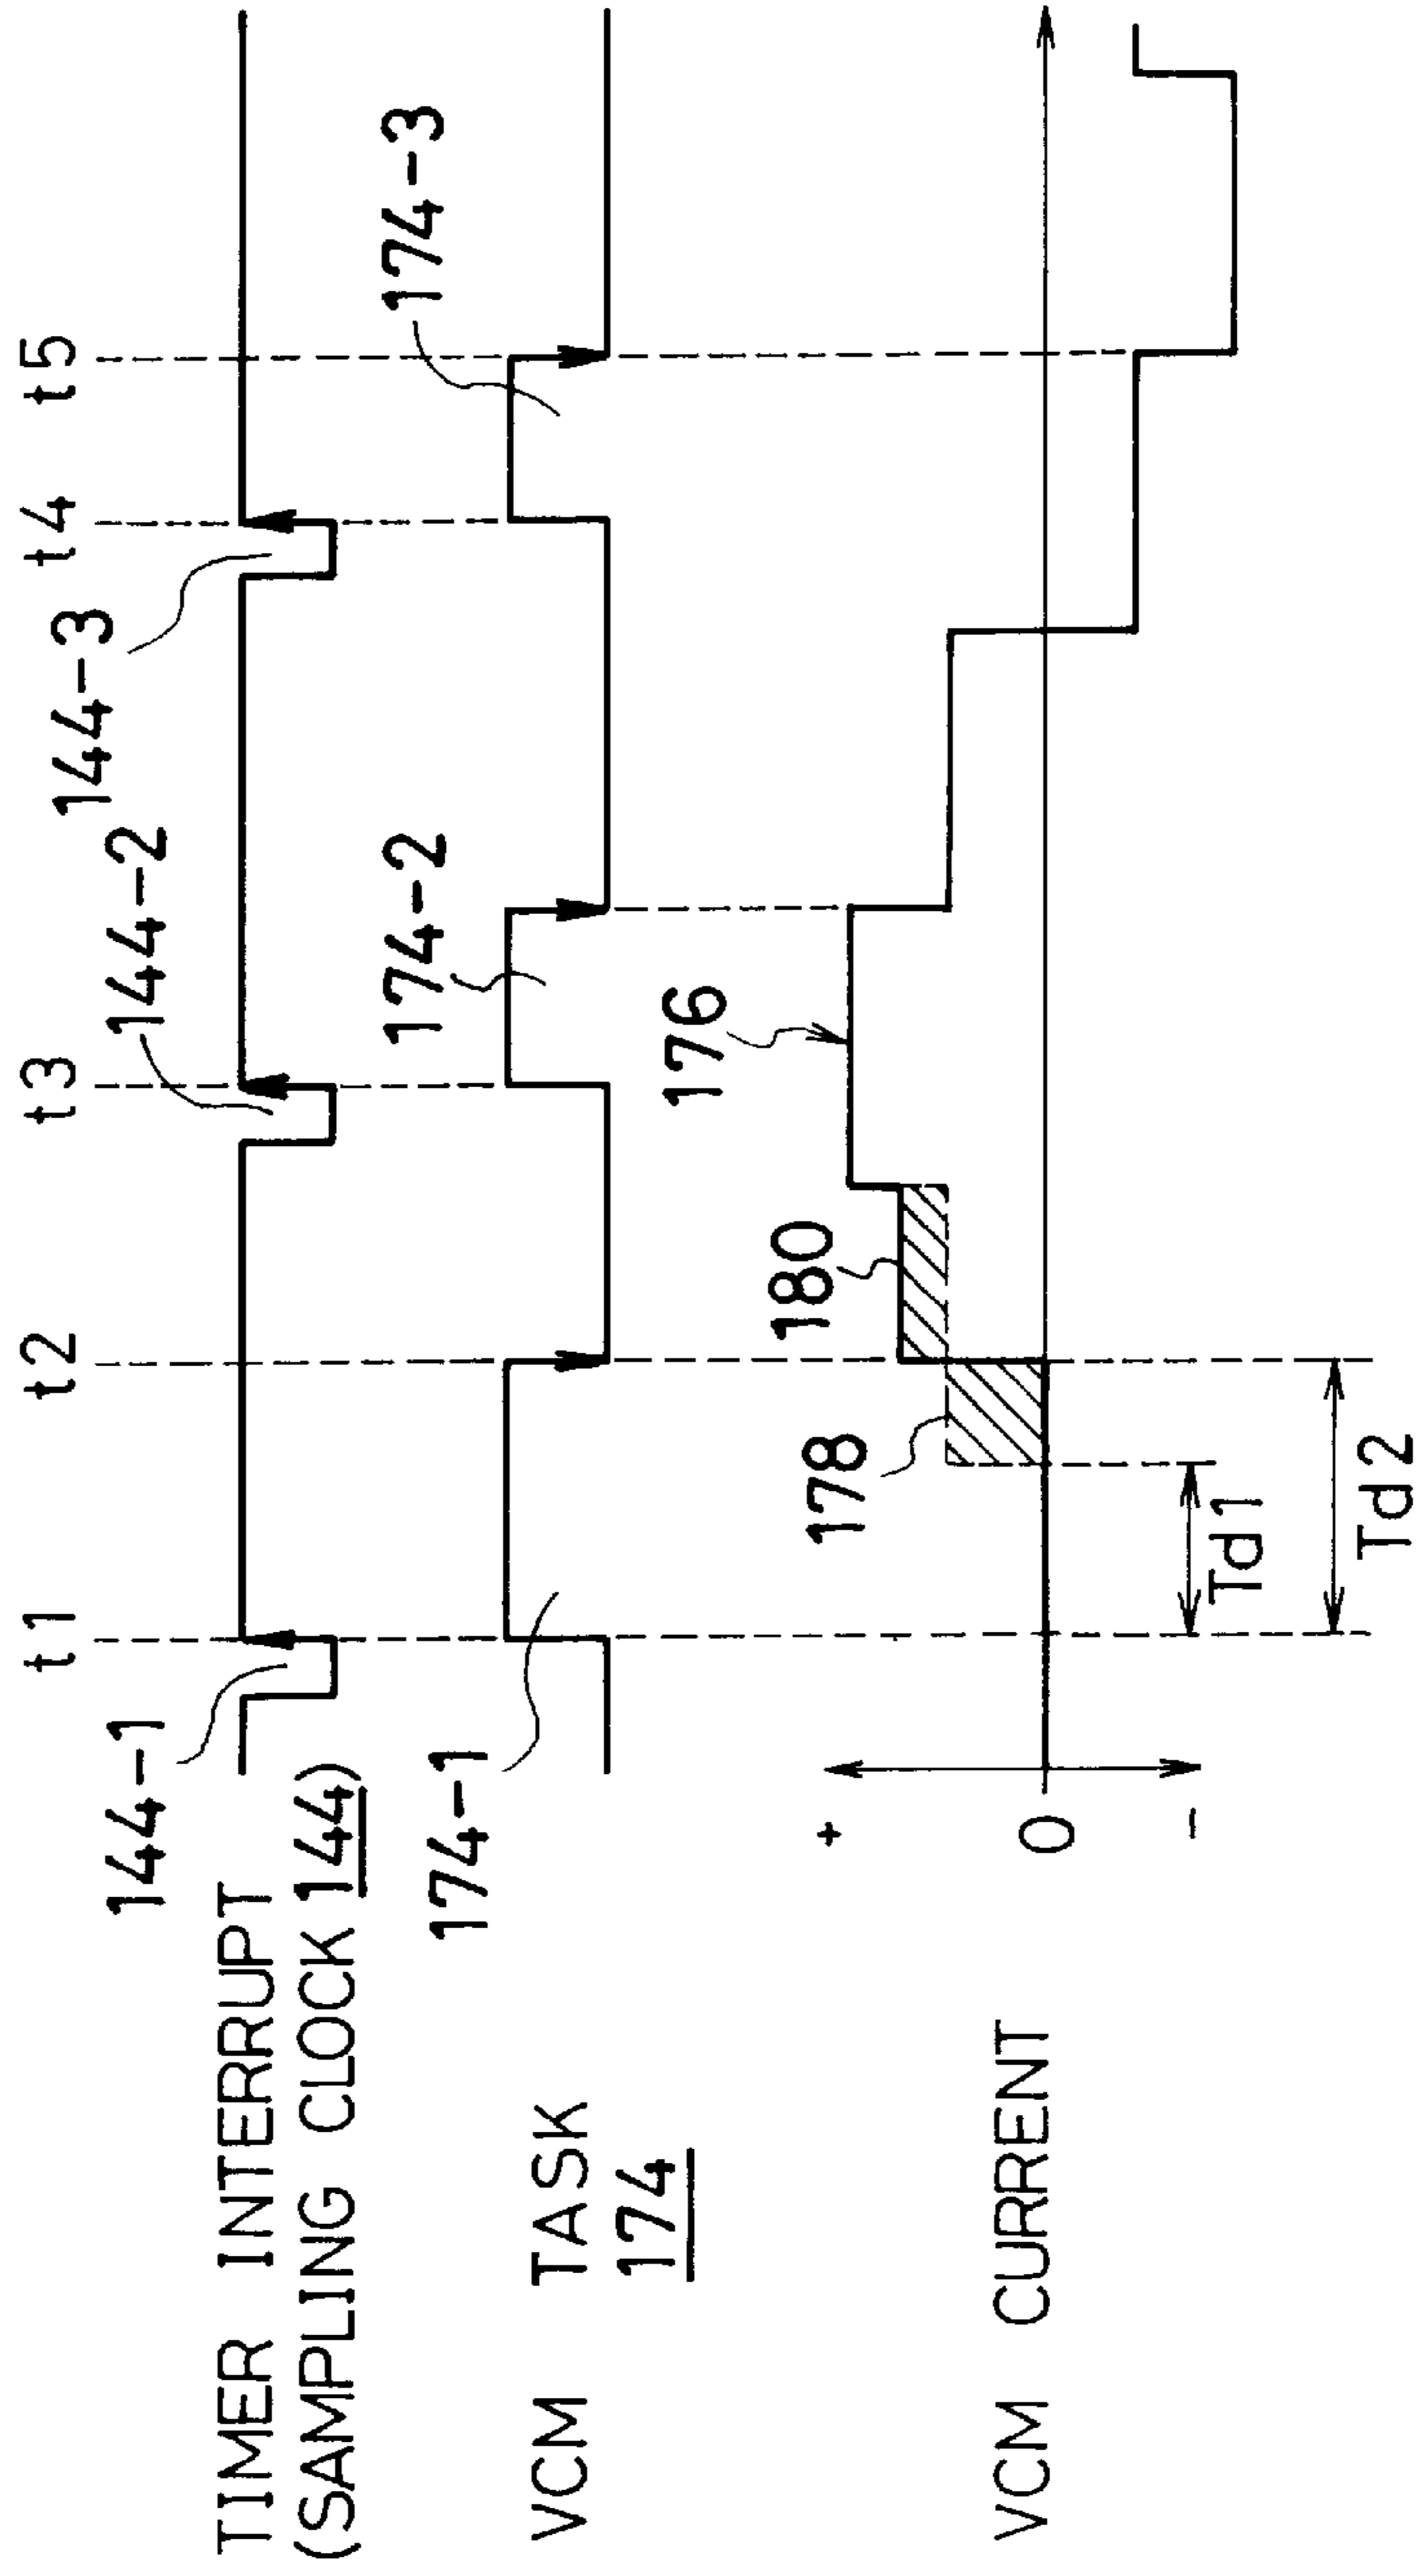 t1
t2
t3
t4
t5
144-1
144-2
144-3
TIMER INTERRUPT
(SAMPLING CLOCK 144)
174-1
174-2
174-3
VCM TASK
174
176
178
180
+
0
-
VCM CURRENT
Td1
Td2